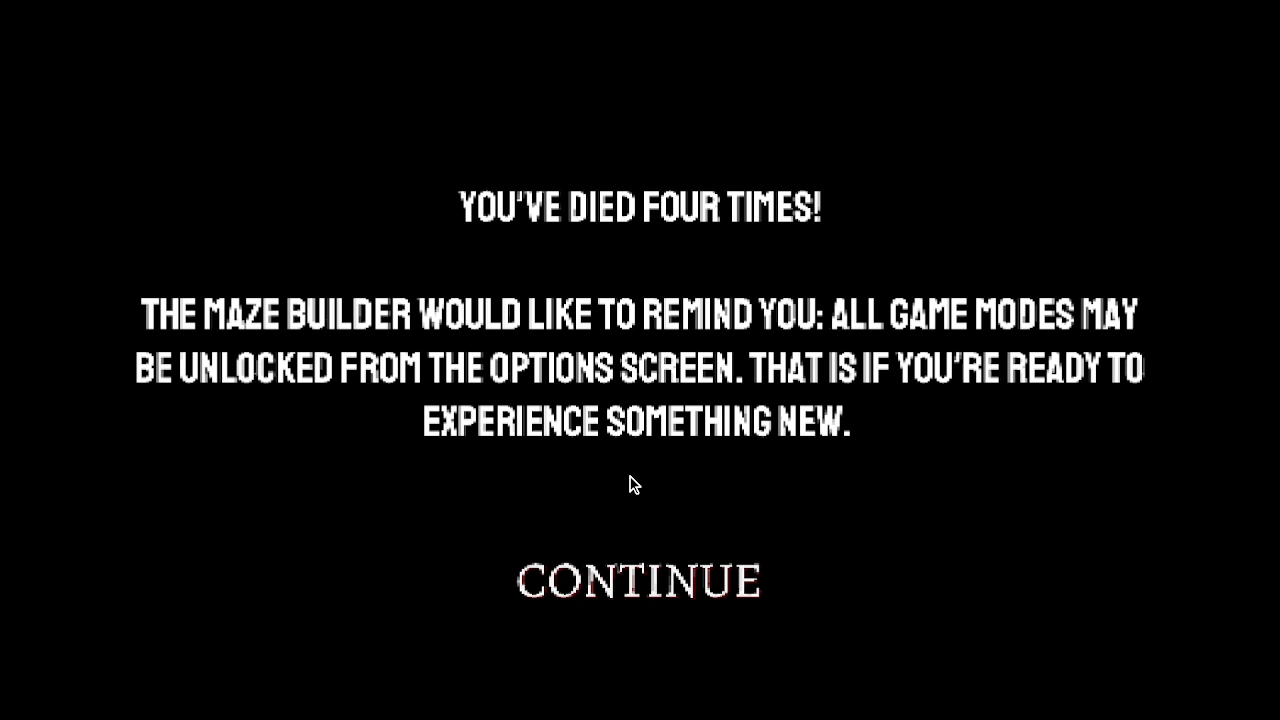 YOU'VE DIED FOUR TIMES!
THE MAZE BUILDER WOULD LIKE TO REMIND YOU: ALL GAME MODES MAY
BE UNLOCKED FROM THE OPTIONS SCREEN. THAT IS IF YOU'RE READY TO
EXPERIENCE SOMETHING NEW.
CONTINUE